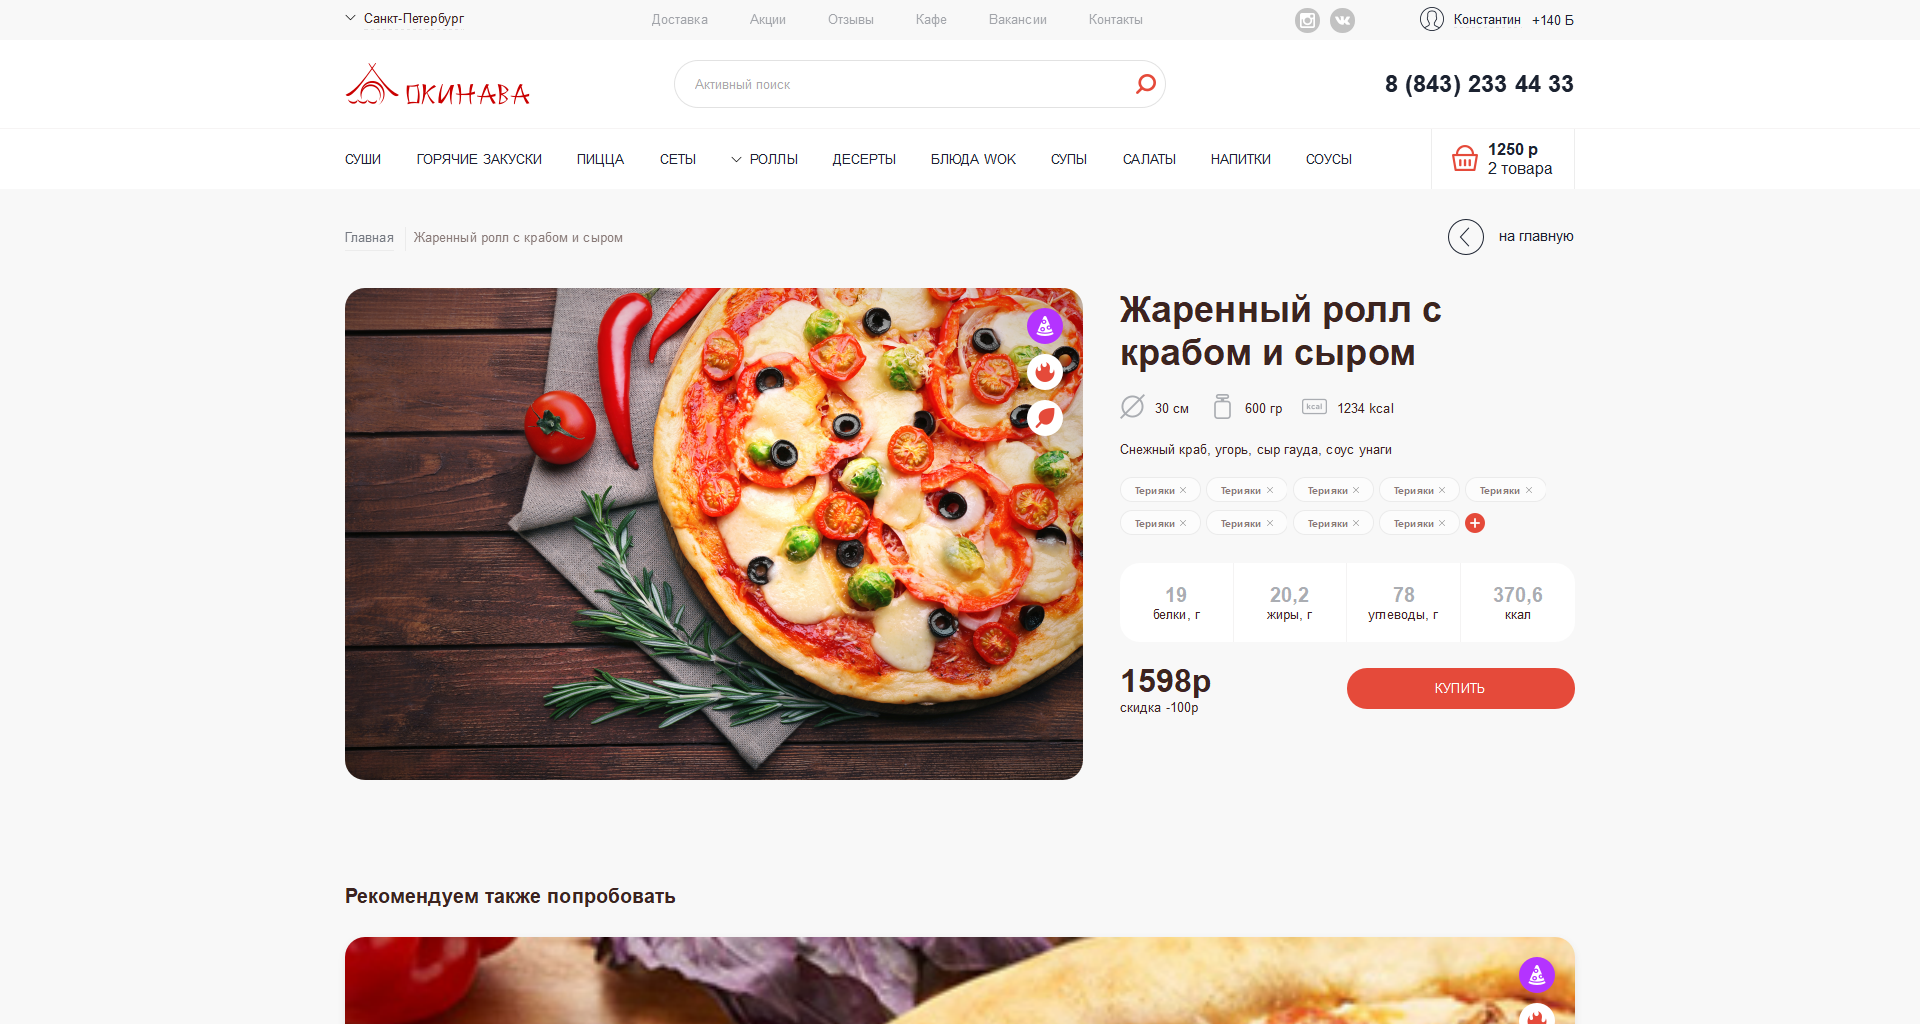 Санкт-Петербург
Доставка Акции Отзывы Кафе Вакансии Контакты
Константин +140 Б
ОКИНАВА
Активный поиск
8 (843) 233 44 33
СУШИ ГОРЯЧИЕ ЗАКУСКИ ПИЦЦА СЕТЫ РОЛЛЫ ДЕСЕРТЫ БЛЮДА WOK СУПЫ САЛАТЫ НАПИТКИ СОУСЫ
1250 р
2 товара
Главная Жаренный ролл с крабом и сыром
на главную
Жаренный ролл с
крабом и сыром
30 см 600 гр kcal 1234 kcal
Снежный краб, угорь, сыр гауда, соус унаги
Терияки Терияки Терияки Терияки Терияки
Терияки Терияки Терияки Терияки
19 20,2 78 370,6
белки, г жиры, г углеводы, г ккал
1598р
скидка -100р
КУПИТЬ
Рекомендуем также попробовать